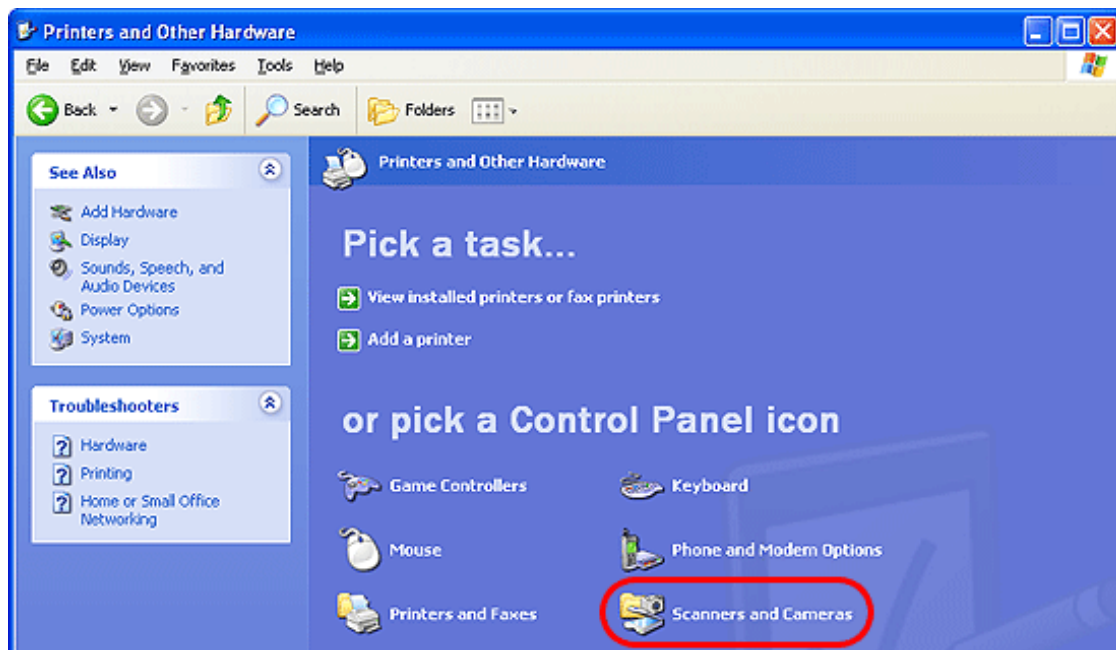 Printers and Other Hardware
File Edit View Favorites Tools Help
Back Search Folders
See Also
Add Hardware
Display
Sounds, Speech, and
Audio Devices
Power Options
System
Troubleshooters
Hardware
Printing
Home or Small Office
Networking
Printers and Other Hardware
Pick a task...
View installed printers or fax printers
Add a printer
or pick a Control Panel icon
Game Controllers Keyboard
Mouse Phone and Modem Options
Printers and Faxes Scanners and Cameras